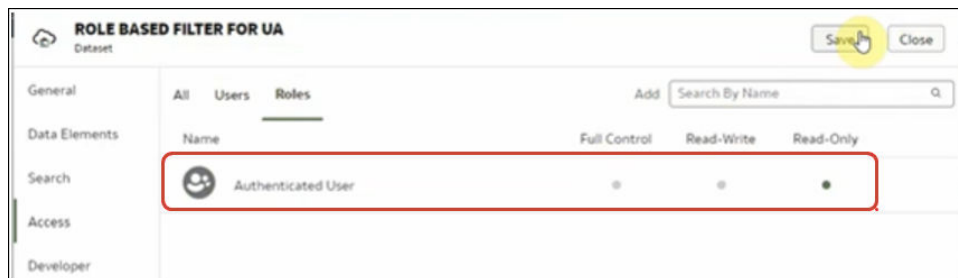 ROLE BASED FILTER FOR UA
Dataset
Save
Close
General
Data Elements
Search
Access
Developer
All Users Roles
Add Search By Name
Name Full Control Read-Write Read-Only
Authenticated User